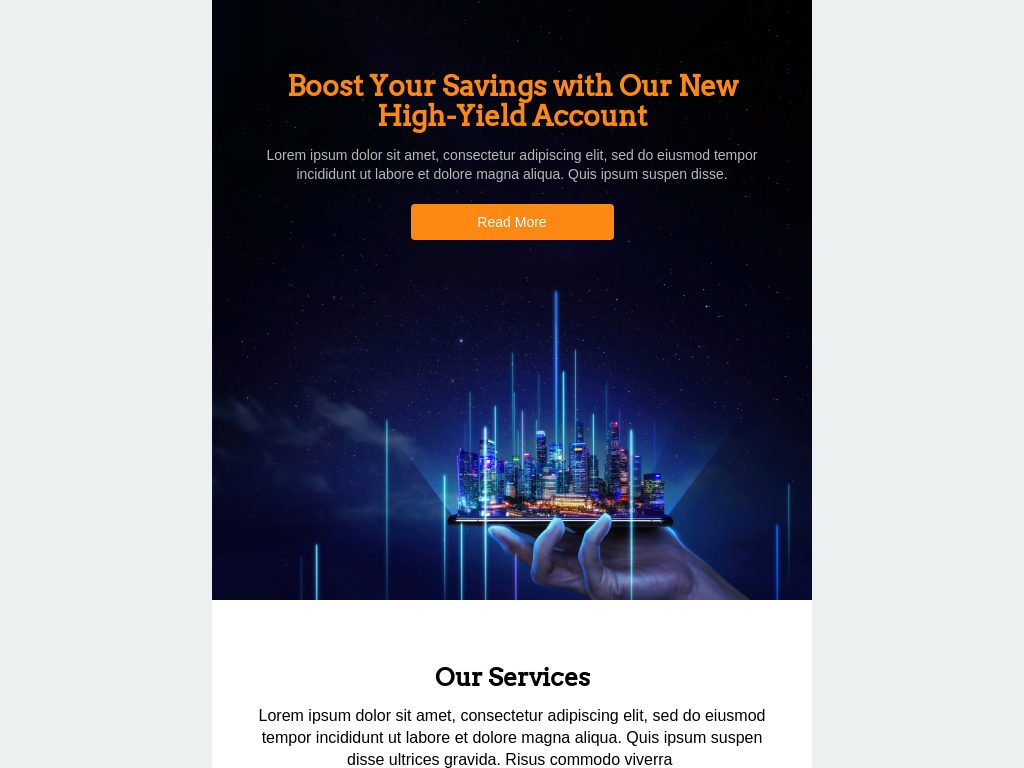 Boost Your Savings with Our New
High-Yield Account
Lorem ipsum dolor sit amet, consectetur adipiscing elit, sed do eiusmod tempor
incididunt ut labore et dolore magna aliqua. Quis ipsum suspen disse.
Read More
Our Services
Lorem ipsum dolor sit amet, consectetur adipiscing elit, sed do eiusmod
tempor incididunt ut labore et dolore magna aliqua. Quis ipsum suspen
disse ultrices gravida. Risus commodo viverra